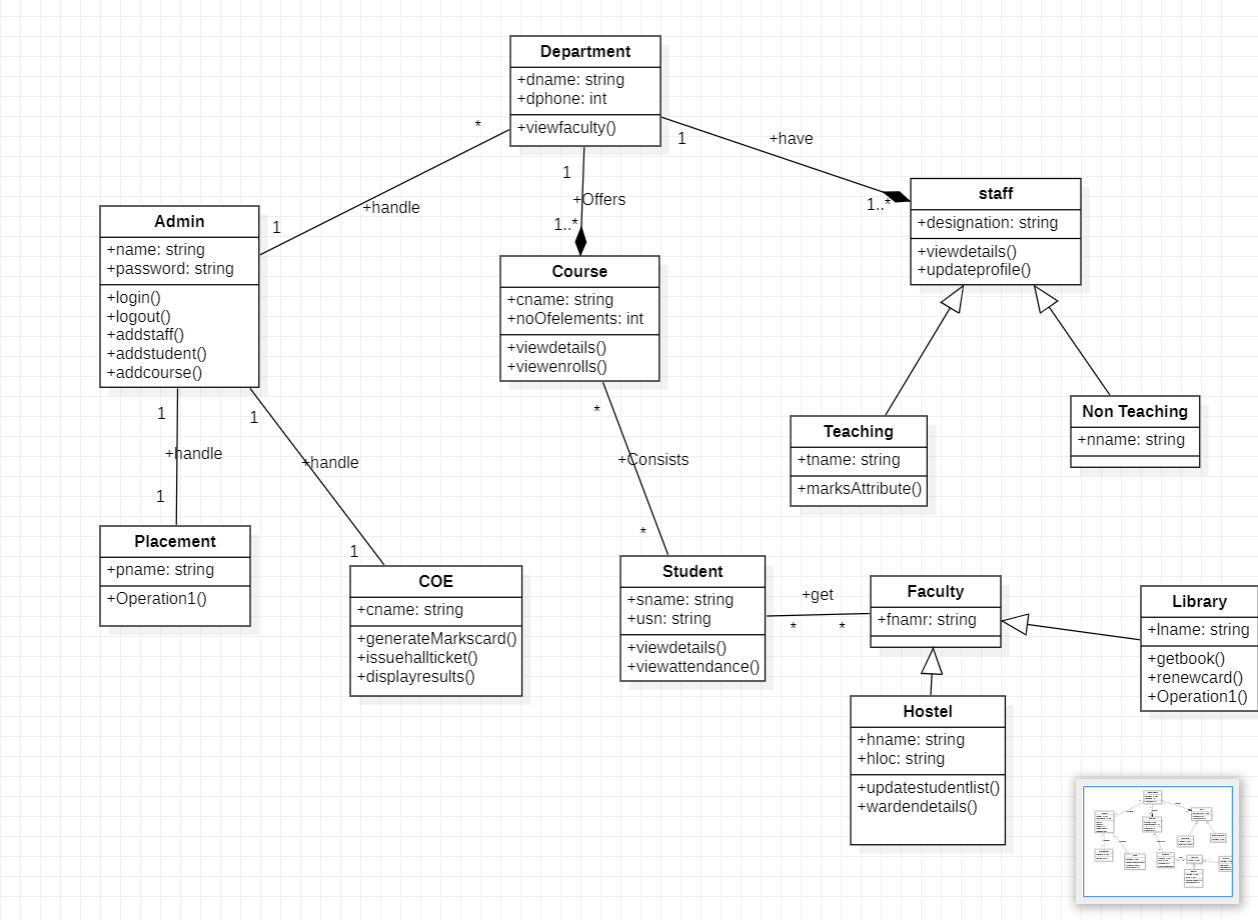 Department
+dname: string
+dphone: int
+viewfaculty()
*
1
+have
1
+Offers
1..*
1..*
+handle
1
staff
+designation: string
+viewdetails()
+updateprofile()
Admin
+name: string
+password: string
+login()
+logout()
+addstaff()
+addstudent()
+addcourse()
Course
+cname: string
+noOfelements: int
+viewdetails()
+viewenrolls()
1
1
*
+handle
+handle
+Consists
1
1
*
Teaching
+tname: string
+marksAttribute()
Non Teaching
+nname: string
Placement
+pname: string
+Operation1()
COE
+cname: string
+generateMarkscard()
+issuehallticket()
+displayresults()
Student
+sname: string
+usn: string
+viewdetails()
+viewattendance()
+get
*
*
Faculty
+fnamr: string
Library
+lname: string
+getbook()
+renewcard()
+Operation1()
Hostel
+hname: string
+hloc: string
+updatestudentlist()
+wardendetails()